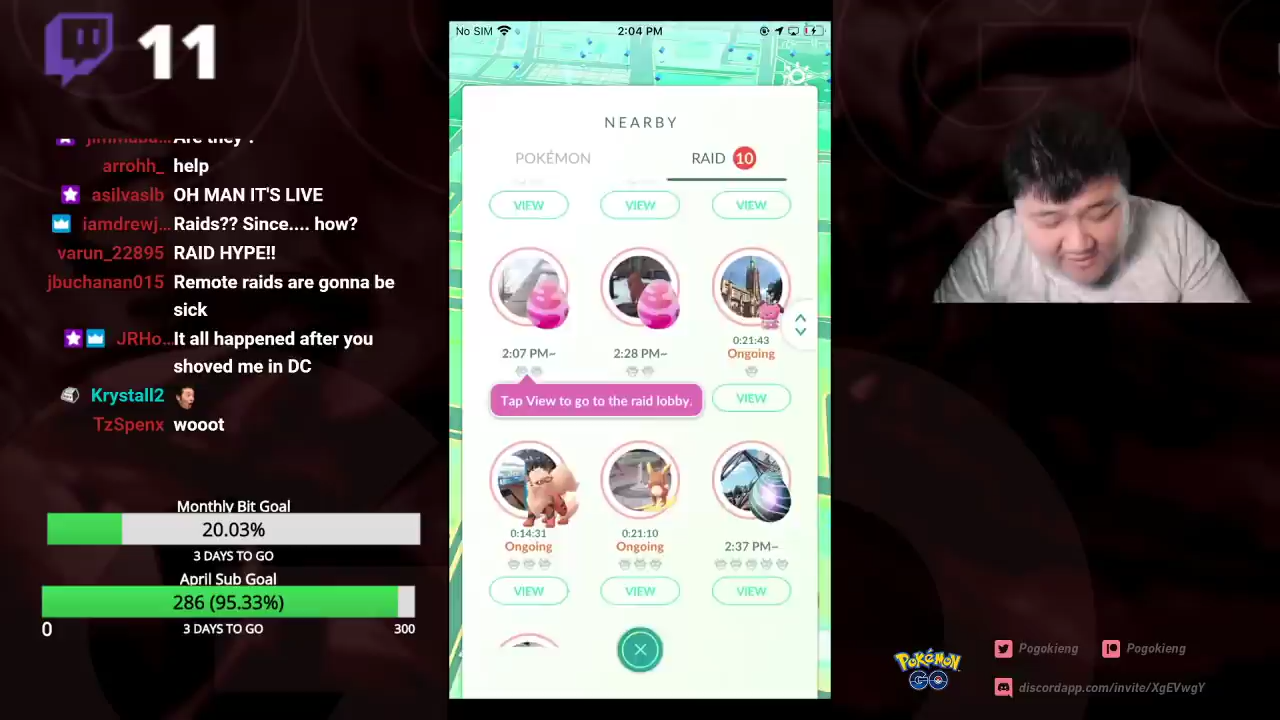 11
Are they ?
arrohh_ help
asilvaslb OH MAN IT'S LIVE
iamdrewj... Raids?? Since.... how?
varun_22895 RAID HYPE!!
jbuchanan015 Remote raids are gonna be
sick
JRHo... It all happened after you
shoved me in DC
Krystall2
TzSpenx wooot
Monthly Bit Goal
20.03%
3 DAYS TO GO
April Sub Goal
286 (95.33%)
0 3 DAYS TO GO 300
No SIM 2:04 PM
NEARBY
POKÉMON RAID 10
VIEW VIEW VIEW
2:07 PM~ 2:28 PM~ 0:21:43
Ongoing
Tap View to go to the raid lobby.
VIEW
0:14:31 0:21:10
Ongoing Ongoing 2:37 PM~
VIEW VIEW VIEW
POKÉMON
GO
Pogokieng Pogokieng
discordapp.com/invite/XgEVwgY